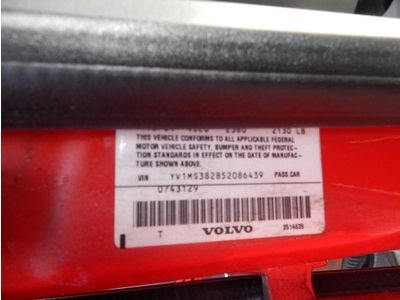 2130 LB
THIS VEHICLE CONFORMS TO ALL APPLICABLE FEDERAL
MOTOR VEHICLE SAFETY, BUMPER AND THEFT PREVEN-
TION STANDARDS IN EFFECT ON THE DATE OF MANUFAC-
TURE SHOWN ABOVE.
VIN YV1MS382852086439 PASS CAR
0743129
T VOLVO 3514635